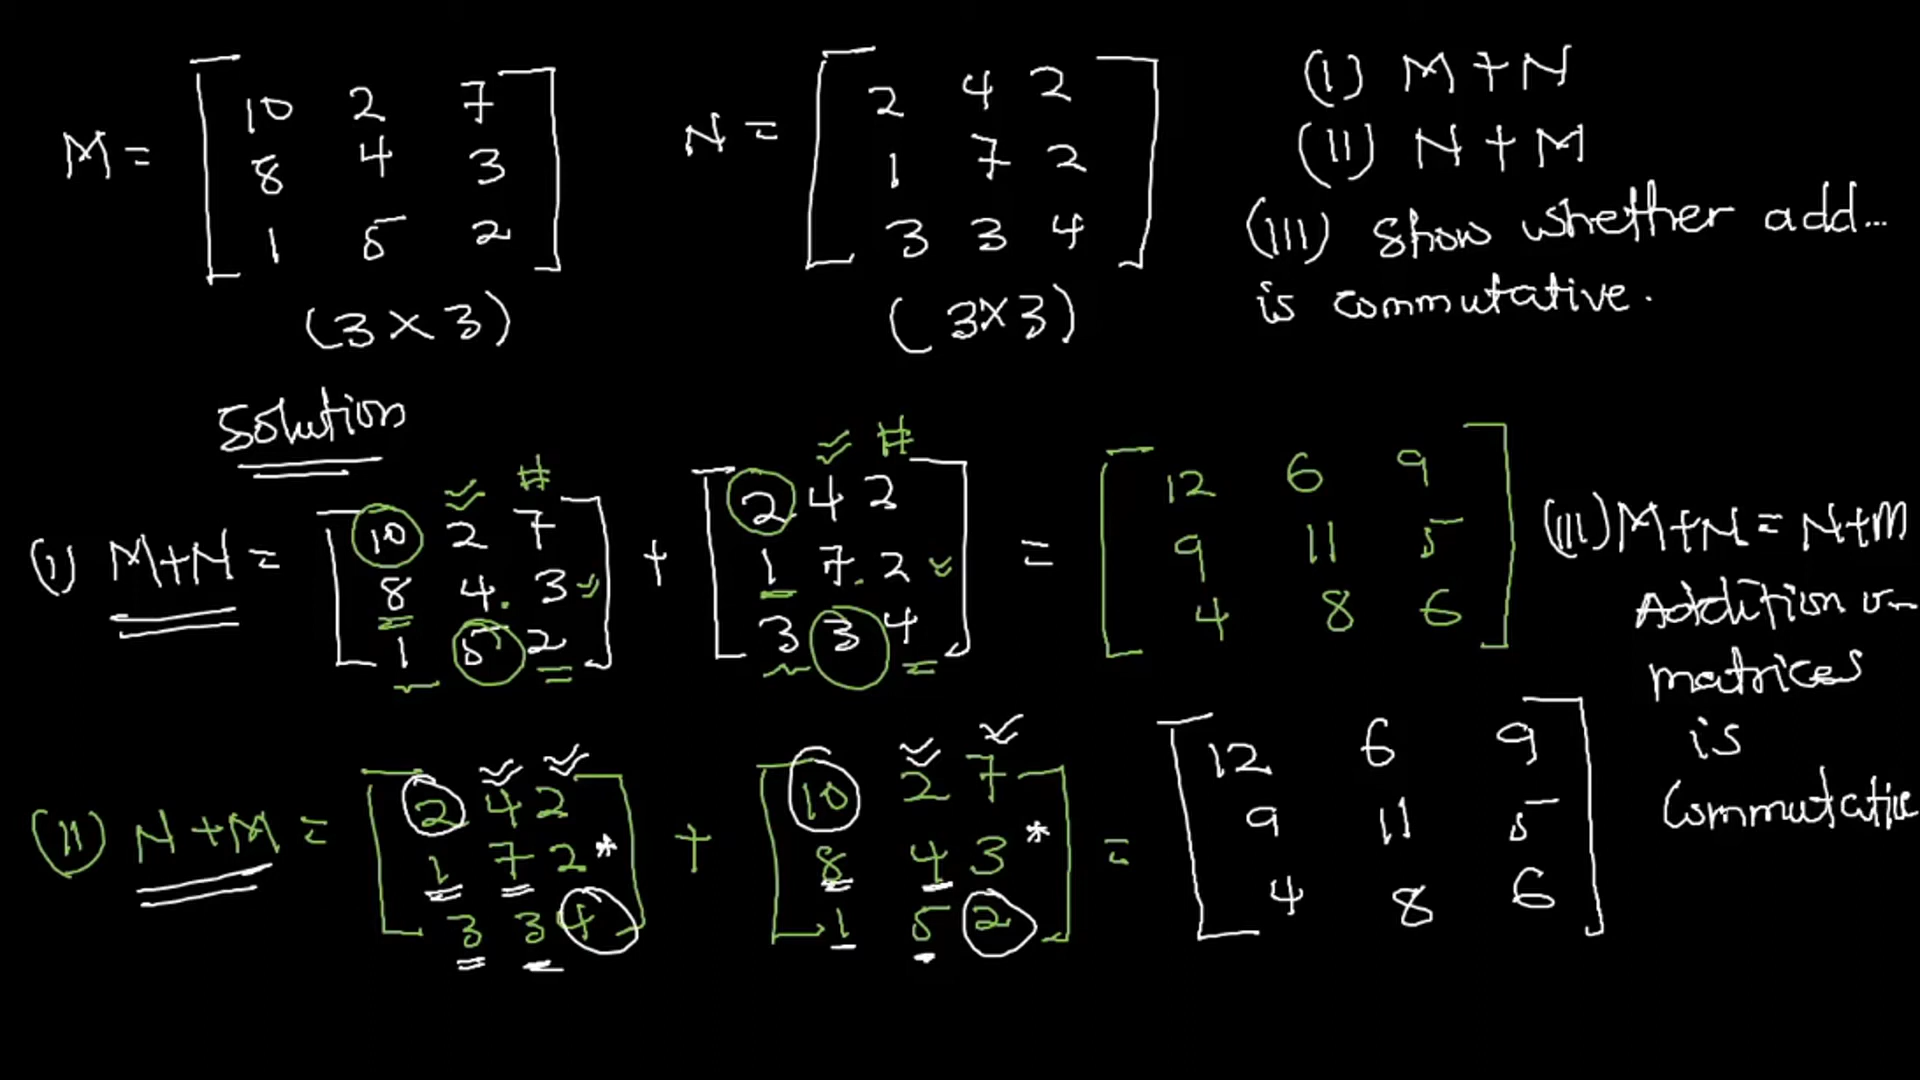 M = [10 2 7 N = [2 4 2 (I) M+N
8 4 3 1 7 2 (II) N+M
1 5 2] 3 3 4] (III) Show whether add...
(3×3) (3×3) is commutative.
Solution
(I) M+N = [10 2 7 + [2 4 2 = [12 6 9 (III) M+N = N+M
8 4 3 1 7 2 9 11 5 Addition
1 5 2] 3 3 4] 4 8 6] matrices
is
commutative
(II) N+M = [2 4 2 + [10 2 7 = [12 6 9
1 7 2* 8 4 3* 9 11 5
3 3 4] 1 5 2] 4 8 6]